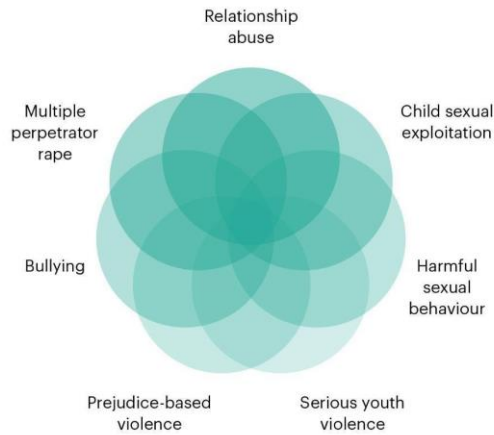 Relationship
abuse
Multiple
perpetrator
rape
Child sexual
exploitation
Bullying
Harmful
sexual
behaviour
Prejudice-based
violence
Serious youth
violence